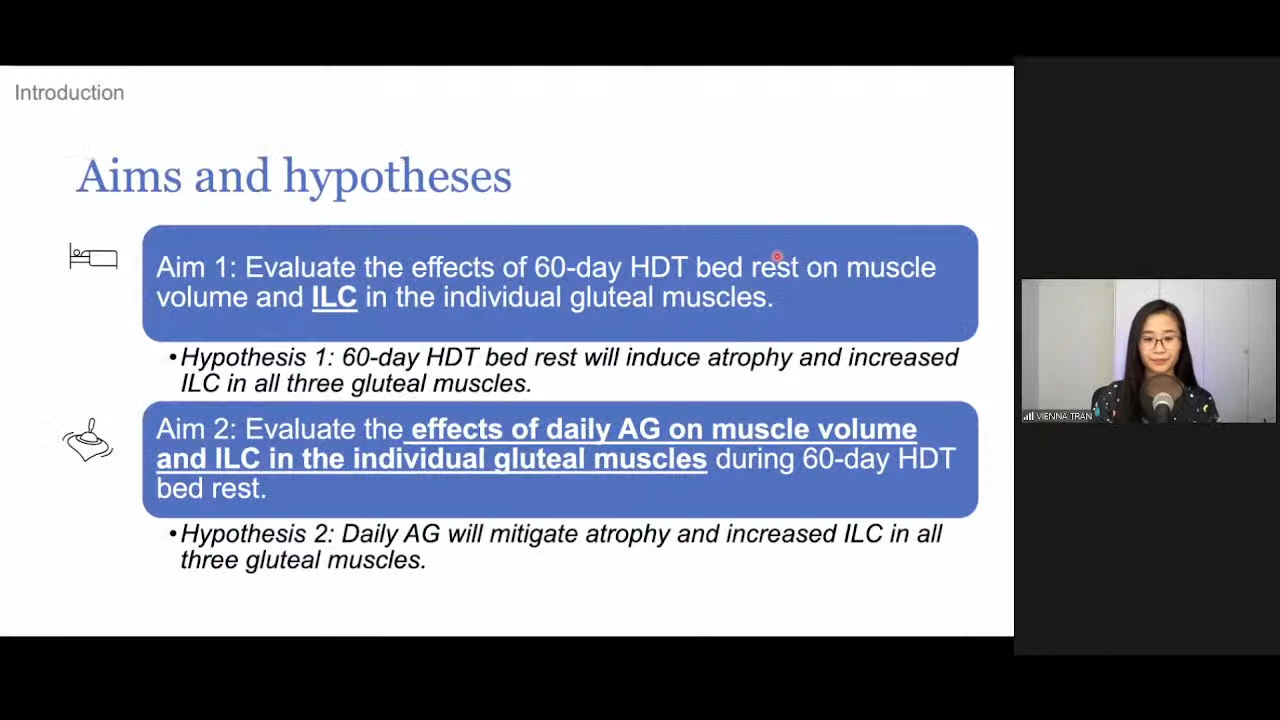 Introduction
Aims and hypotheses
Aim 1: Evaluate the effects of 60-day HDT bed rest on muscle
volume and ILC in the individual gluteal muscles.
•Hypothesis 1: 60-day HDT bed rest will induce atrophy and increased
ILC in all three gluteal muscles.
Aim 2: Evaluate the effects of daily AG on muscle volume
and ILC in the individual gluteal muscles during 60-day HDT
bed rest.
•Hypothesis 2: Daily AG will mitigate atrophy and increased ILC in all
three gluteal muscles.
VIENNA TRAN